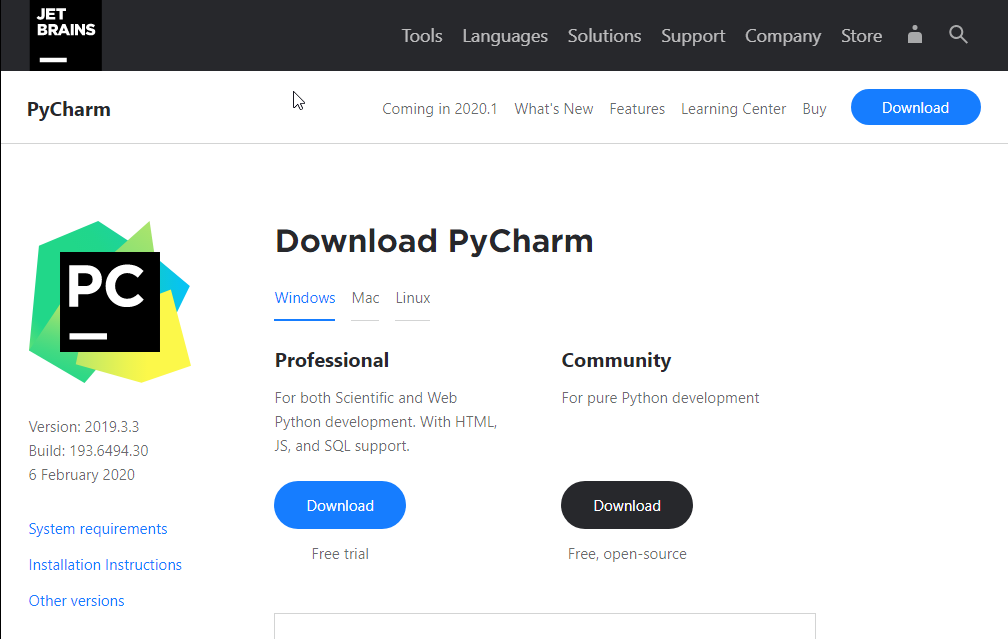 JET
BRAINS
Tools Languages Solutions Support Company Store
PyCharm
Coming in 2020.1 What's New Features Learning Center Buy Download
PC
Download PyCharm
Windows Mac Linux
Professional
For both Scientific and Web
Python development. With HTML,
JS, and SQL support.
Download
Free trial
Community
For pure Python development
Download
Free, open-source
Version: 2019.3.3
Build: 193.6494.30
6 February 2020
System requirements
Installation Instructions
Other versions